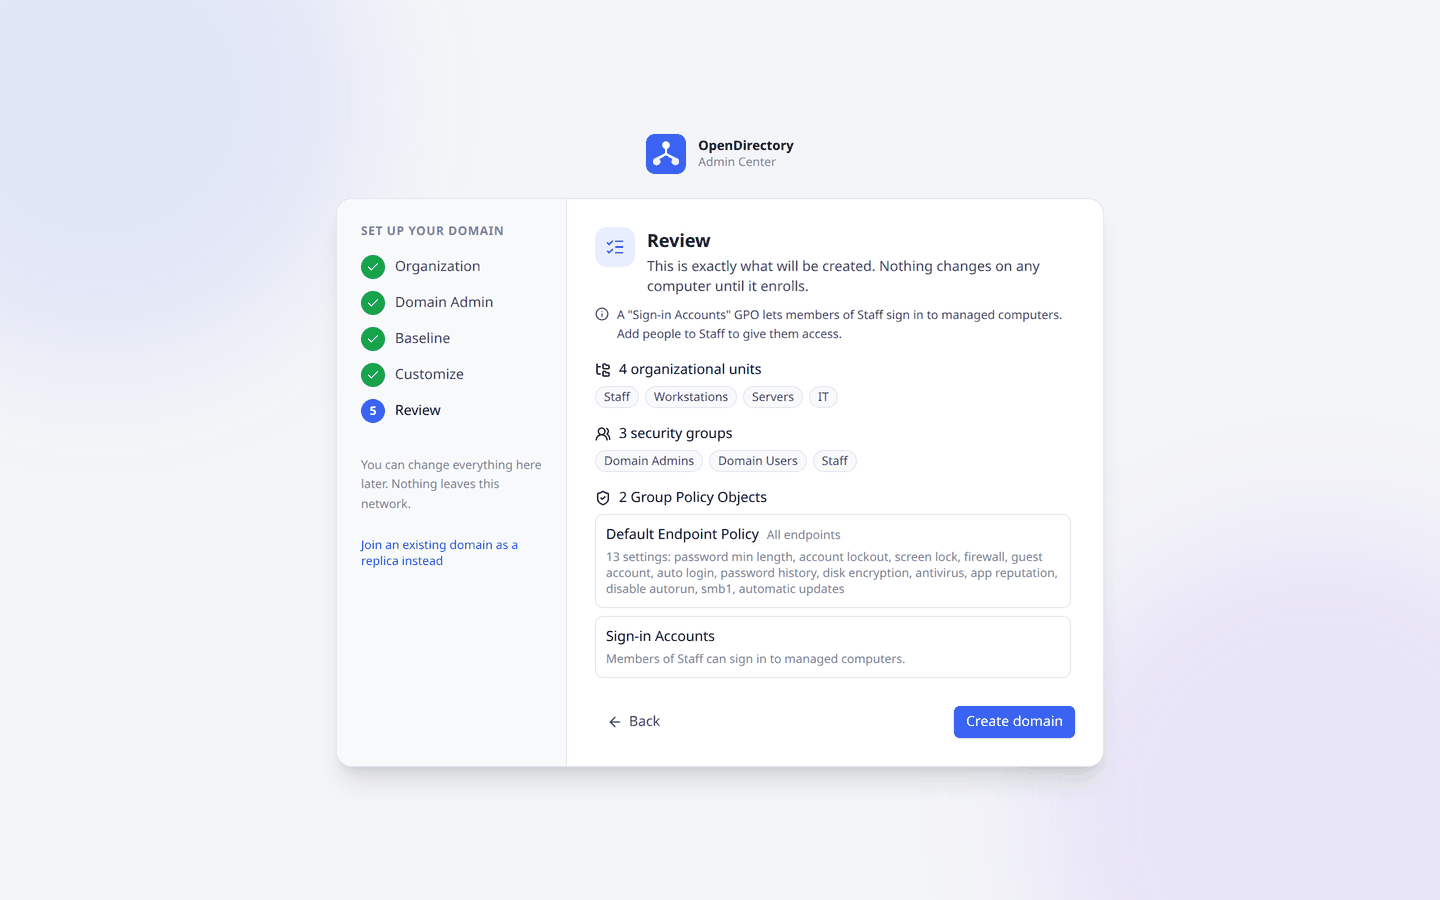 OpenDirectory
Admin Center
SET UP YOUR DOMAIN
Organization
Domain Admin
Baseline
Customize
5 Review
You can change everything here
later. Nothing leaves this
network.
Join an existing domain as a
replica instead
Review
This is exactly what will be created. Nothing changes on any
computer until it enrolls.
A "Sign-in Accounts" GPO lets members of Staff sign in to managed computers.
Add people to Staff to give them access.
4 organizational units
Staff Workstations Servers IT
3 security groups
Domain Admins Domain Users Staff
2 Group Policy Objects
Default Endpoint Policy All endpoints
13 settings: password min length, account lockout, screen lock, firewall, guest
account, auto login, password history, disk encryption, antivirus, app reputation,
disable autorun, smb1, automatic updates
Sign-in Accounts
Members of Staff can sign in to managed computers.
Back
Create domain